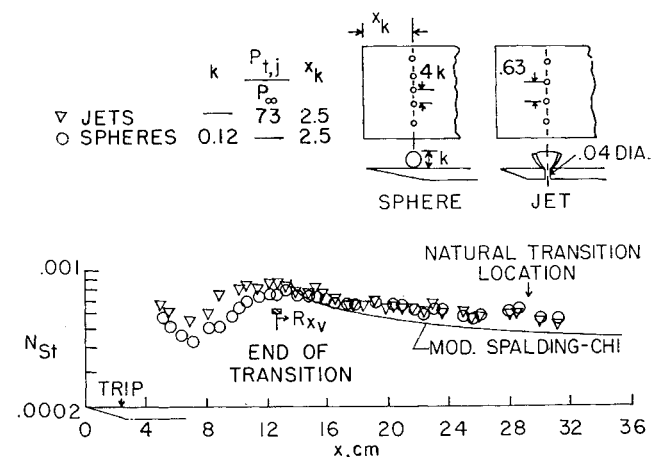 k P_t,j/P_∞ x_k
▽ JETS — 73 2.5
○ SPHERES 0.12 — 2.5
x_k
4k
k
SPHERE
.63
.04 DIA.
JET
N_St
.001
.0002
TRIP
R_x_v
END OF
TRANSITION
NATURAL TRANSITION
LOCATION
MOD. SPALDING-CHI
0 4 8 12 16 20 24 28 32 36
x, cm